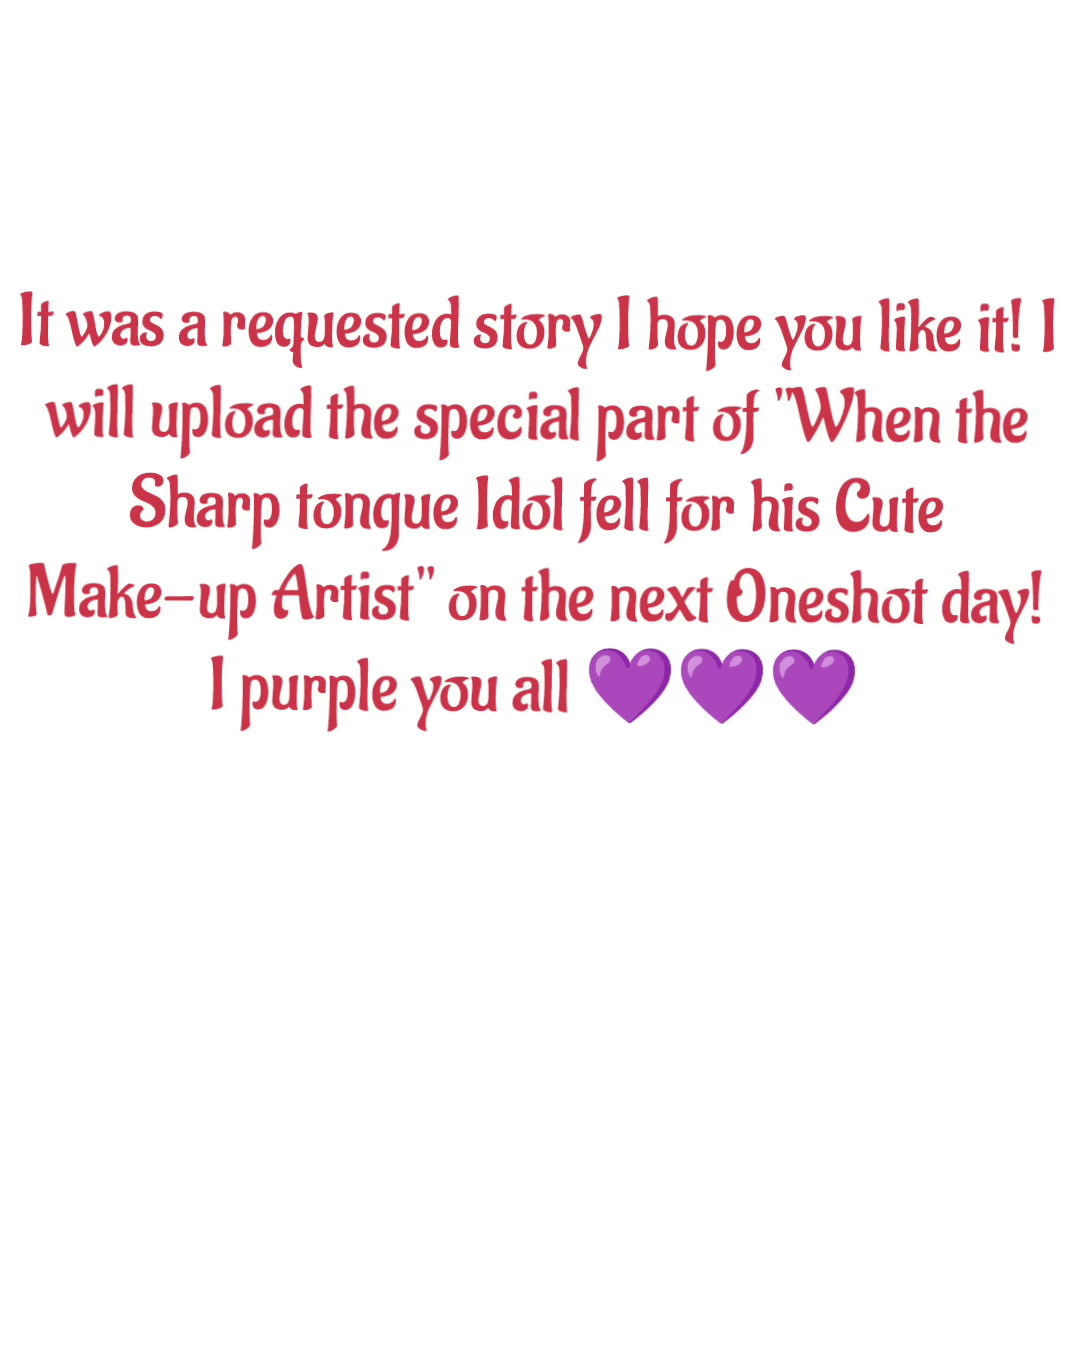 It was a requested story I hope you like it! I
will upload the special part of "When the
Sharp tongue Idol fell for his Cute
Make-up Artist" on the next Oneshot day!
I purple you all 💜💜💜